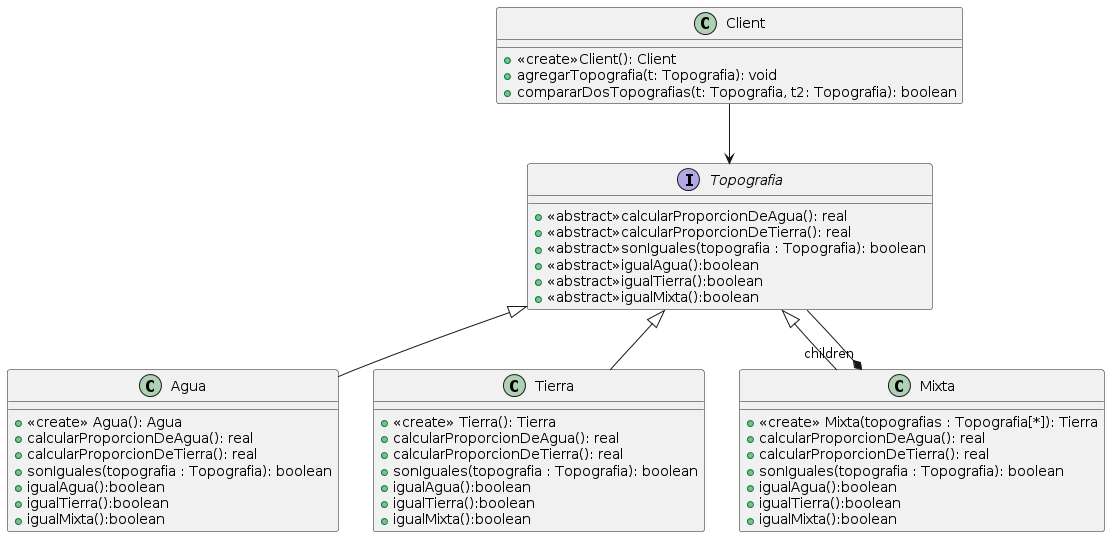 C Client
«create»Client(): Client
agregarTopografia(t: Topografia): void
compararDosTopografias(t: Topografia, t2: Topografia): boolean
I Topografia
«abstract»calcularProporcionDeAgua(): real
«abstract»calcularProporcionDeTierra(): real
«abstract»sonIguales(topografia : Topografia): boolean
«abstract»igualAgua():boolean
«abstract»igualTierra():boolean
«abstract»igualMixta():boolean
children
C Agua
«create» Agua(): Agua
calcularProporcionDeAgua(): real
calcularProporcionDeTierra(): real
sonIguales(topografia : Topografia): boolean
igualAgua():boolean
igualTierra():boolean
igualMixta():boolean
C Tierra
«create» Tierra(): Tierra
calcularProporcionDeAgua(): real
calcularProporcionDeTierra(): real
sonIguales(topografia : Topografia): boolean
igualAgua():boolean
igualTierra():boolean
igualMixta():boolean
C Mixta
«create» Mixta(topografias : Topografia[*]): Tierra
calcularProporcionDeAgua(): real
calcularProporcionDeTierra(): real
sonIguales(topografia : Topografia): boolean
igualAgua():boolean
igualTierra():boolean
igualMixta():boolean